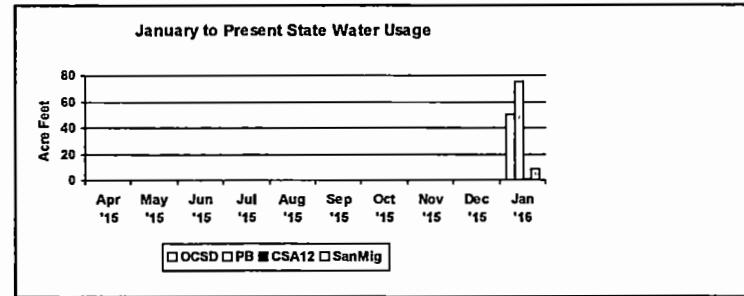 January to Present State Water Usage
Acre Feet
80
60
40
20
0
Apr '15
May '15
Jun '15
Jul '15
Aug '15
Sep '15
Oct '15
Nov '15
Dec '15
Jan '16
OCSD PB CSA12 SanMig